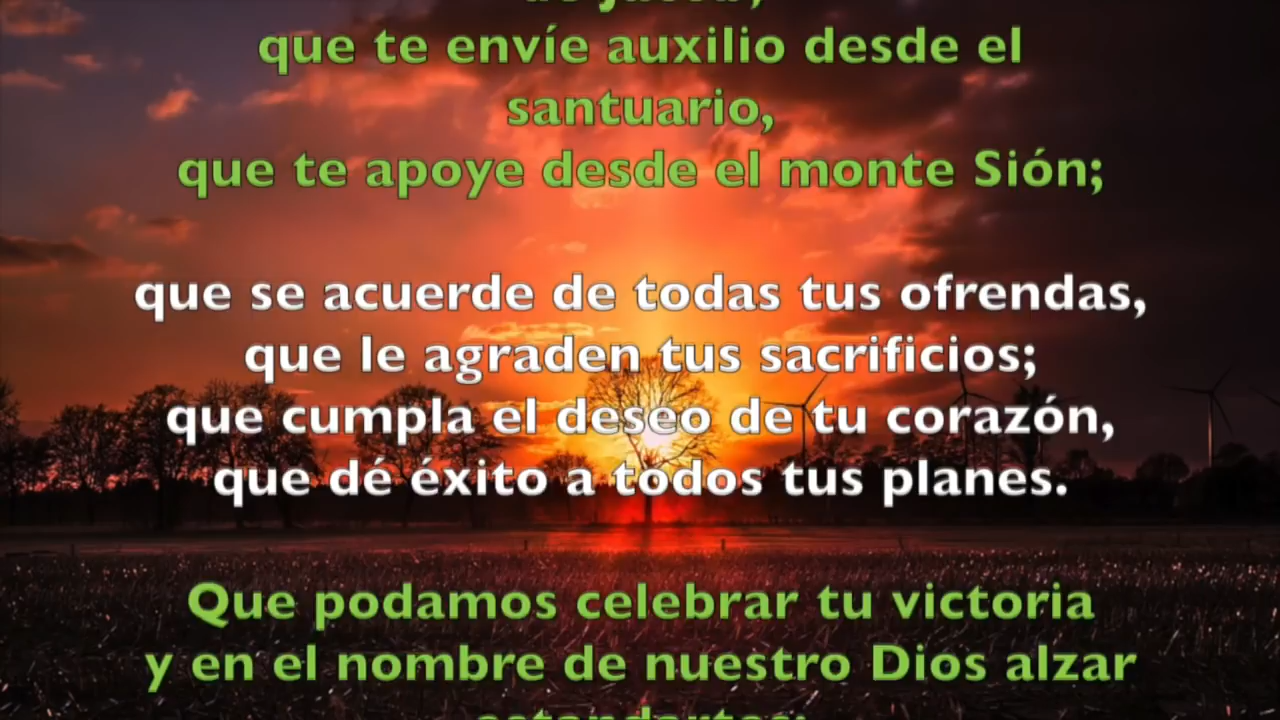 que te envíe auxilio desde el
santuario,
que te apoye desde el monte Sión;
que se acuerde de todas tus ofrendas,
que le agraden tus sacrificios;
que cumpla el deseo de tu corazón,
que dé éxito a todos tus planes.
Que podamos celebrar tu victoria
y en el nombre de nuestro Dios alzar